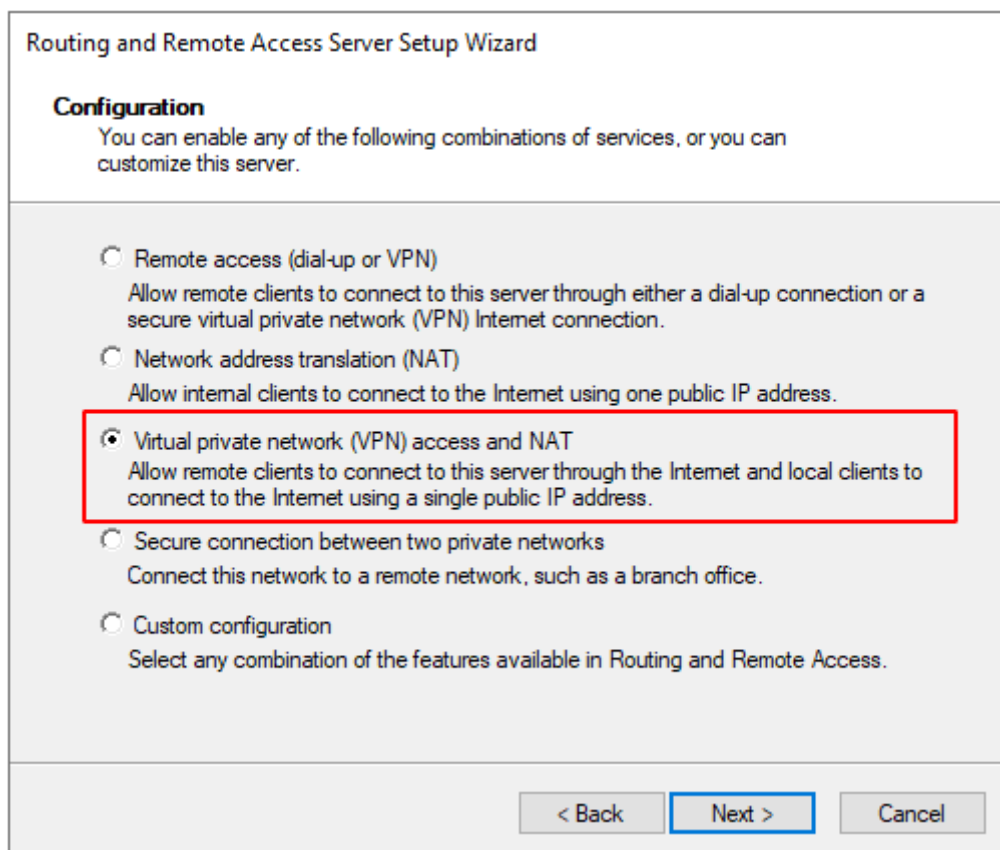 Routing and Remote Access Server Setup Wizard
Configuration
You can enable any of the following combinations of services, or you can
customize this server.
Remote access (dial-up or VPN)
Allow remote clients to connect to this server through either a dial-up connection or a
secure virtual private network (VPN) Internet connection.
Network address translation (NAT)
Allow internal clients to connect to the Internet using one public IP address.
Virtual private network (VPN) access and NAT
Allow remote clients to connect to this server through the Internet and local clients to
connect to the Internet using a single public IP address.
Secure connection between two private networks
Connect this network to a remote network, such as a branch office.
Custom configuration
Select any combination of the features available in Routing and Remote Access.
< Back Next > Cancel